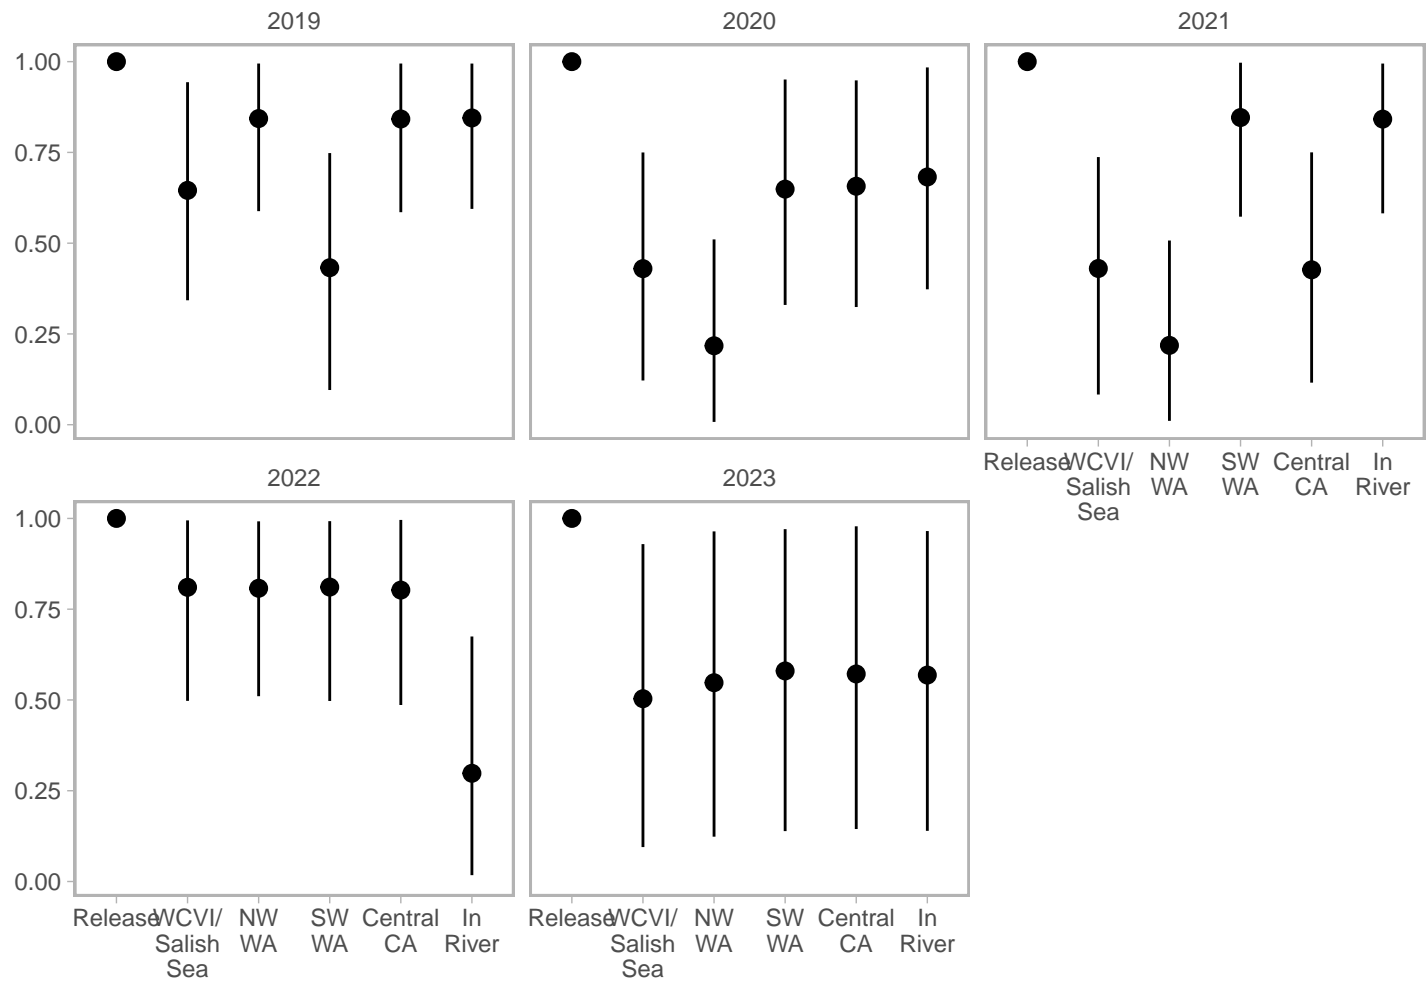 2019
2020
2021
1.00
0.75
0.50
0.25
0.00
Release WCVI/ NW SW Central In
Salish WA WA CA River
Sea
2022
2023
1.00
0.75
0.50
0.25
0.00
Release WCVI/ NW SW Central In Release WCVI/ NW SW Central In
Salish WA WA CA River Salish WA WA CA River
Sea Sea